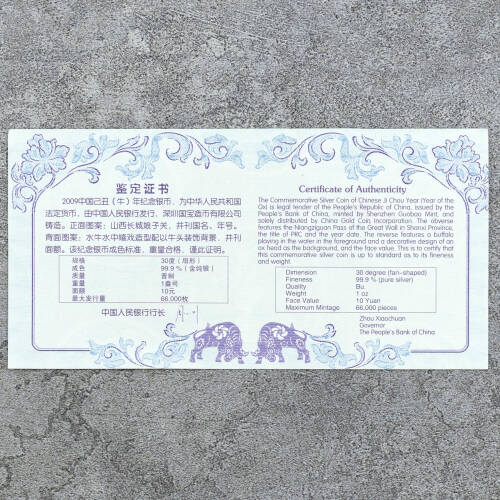 鉴定证书
2009中国己丑（牛）年纪念银币，为中华人民共和国
法定货币，由中国人民银行发行，深圳国宝造币有限公司
铸造。正面图案：山西长城娘子关，并刊国名、年号。
背面图案：水牛水中嬉戏造型配以牛头装饰背景，并刊
面额。该纪念币成色标准，重量合格，谨此证明。
规格 30度（扇形）
成色 99.9%（含纯银）
质量 普制
重量 1盎司
面额 10元
最大发行量 66,000枚
中国人民银行行长
Certificate of Authenticity
The Commemorative Silver Coin of Chinese Ji Chou Year (Year of the
Ox) is legal tender of the People's Republic of China, issued by the
People's Bank of China, minted by Shenzhen Guobao Mint, and
solely distributed by China Gold Coin Incorporation. The obverse
features the Niangziguan Pass of the Great Wall in Shanxi Province,
the title of PRC and the year date. The reverse features a buffalo
playing in the water in the foreground and a decorative design of an
ox head as the background, and the face value. This is to certify that
this commemorative silver coin is up to standard as to its fineness
and weight.
Dimension 30 degree (fan-shaped)
Fineness 99.9 % (pure silver)
Quality Bu.
Weight 1 oz
Face Value 10 Yuan
Maximum Mintage 66,000 pieces
Zhou Xiaochuan
Governor
The People's Bank of China